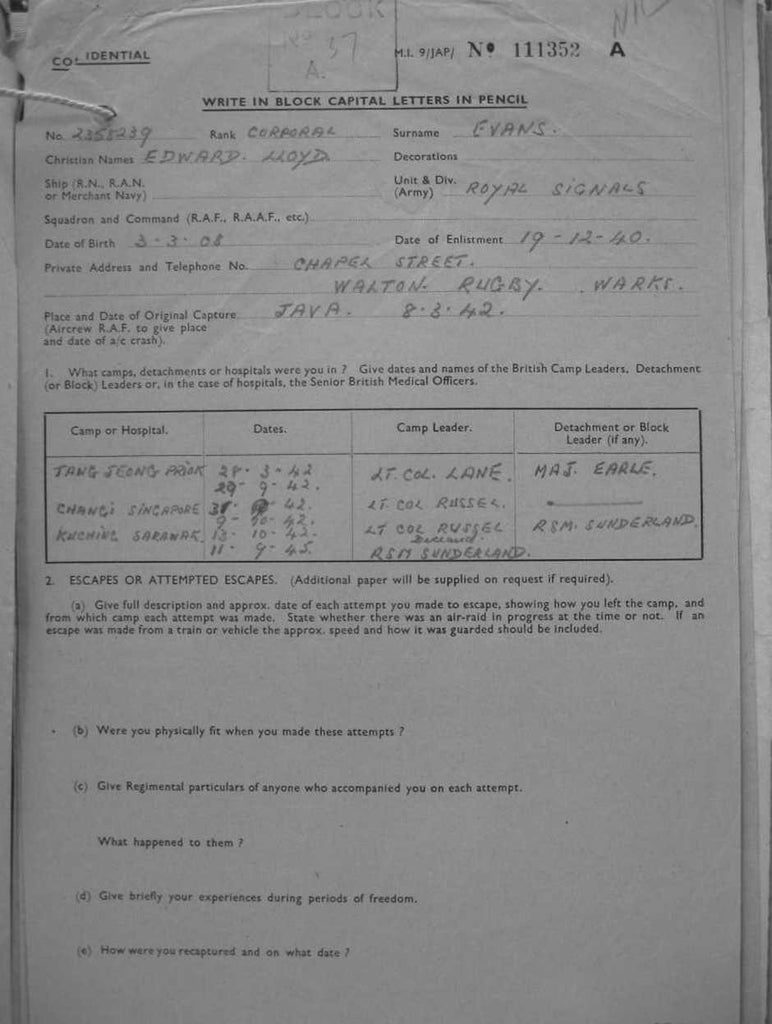 BLOCK
No 37
A.
CONFIDENTIAL
M.I. 9/JAP/ No 111352 A
WRITE IN BLOCK CAPITAL LETTERS IN PENCIL
No. 2355239 Rank CORPORAL Surname EVANS.
Christian Names EDWARD. LLOYD Decorations
Ship (R.N., R.A.N. or Merchant Navy) Unit & Div. (Army) ROYAL SIGNALS
Squadron and Command (R.A.F., R.A.A.F., etc.)
Date of Birth 3-3-08 Date of Enlistment 19-12-40.
Private Address and Telephone No. CHAPEL STREET.
WALTON. RUGBY. WARKS.
Place and Date of Original Capture JAVA. 8.3.42.
(Aircrew R.A.F. to give place
and date of a/c crash).
1. What camps, detachments or hospitals were you in ? Give dates and names of the British Camp Leaders, Detachment
(or Block) Leaders or, in the case of hospitals, the Senior British Medical Officers.
Camp or Hospital. Dates. Camp Leader. Detachment or Block Leader (if any).
TANG JEONG PRIOK 28. 3. 42 LT. COL. LANE. MAJ. EARLE.
29. 9. 42.
CHANGI SINGAPORE 42. LT. COL RUSSEL.
9- 10- 42.
KUCHING SARAWAK. 13- 10- 42. LT COL RUSSEL RSM. SUNDERLAND.
Deceased.
11- 9- 45. RSM SUNDERLAND.
2. ESCAPES OR ATTEMPTED ESCAPES. (Additional paper will be supplied on request if required).
(a) Give full description and approx. date of each attempt you made to escape, showing how you left the camp, and
from which camp each attempt was made. State whether there was an air-raid in progress at the time or not. If an
escape was made from a train or vehicle the approx. speed and how it was guarded should be included.
(b) Were you physically fit when you made these attempts ?
(c) Give Regimental particulars of anyone who accompanied you on each attempt.
What happened to them ?
(d) Give briefly your experiences during periods of freedom.
(e) How were you recaptured and on what date ?